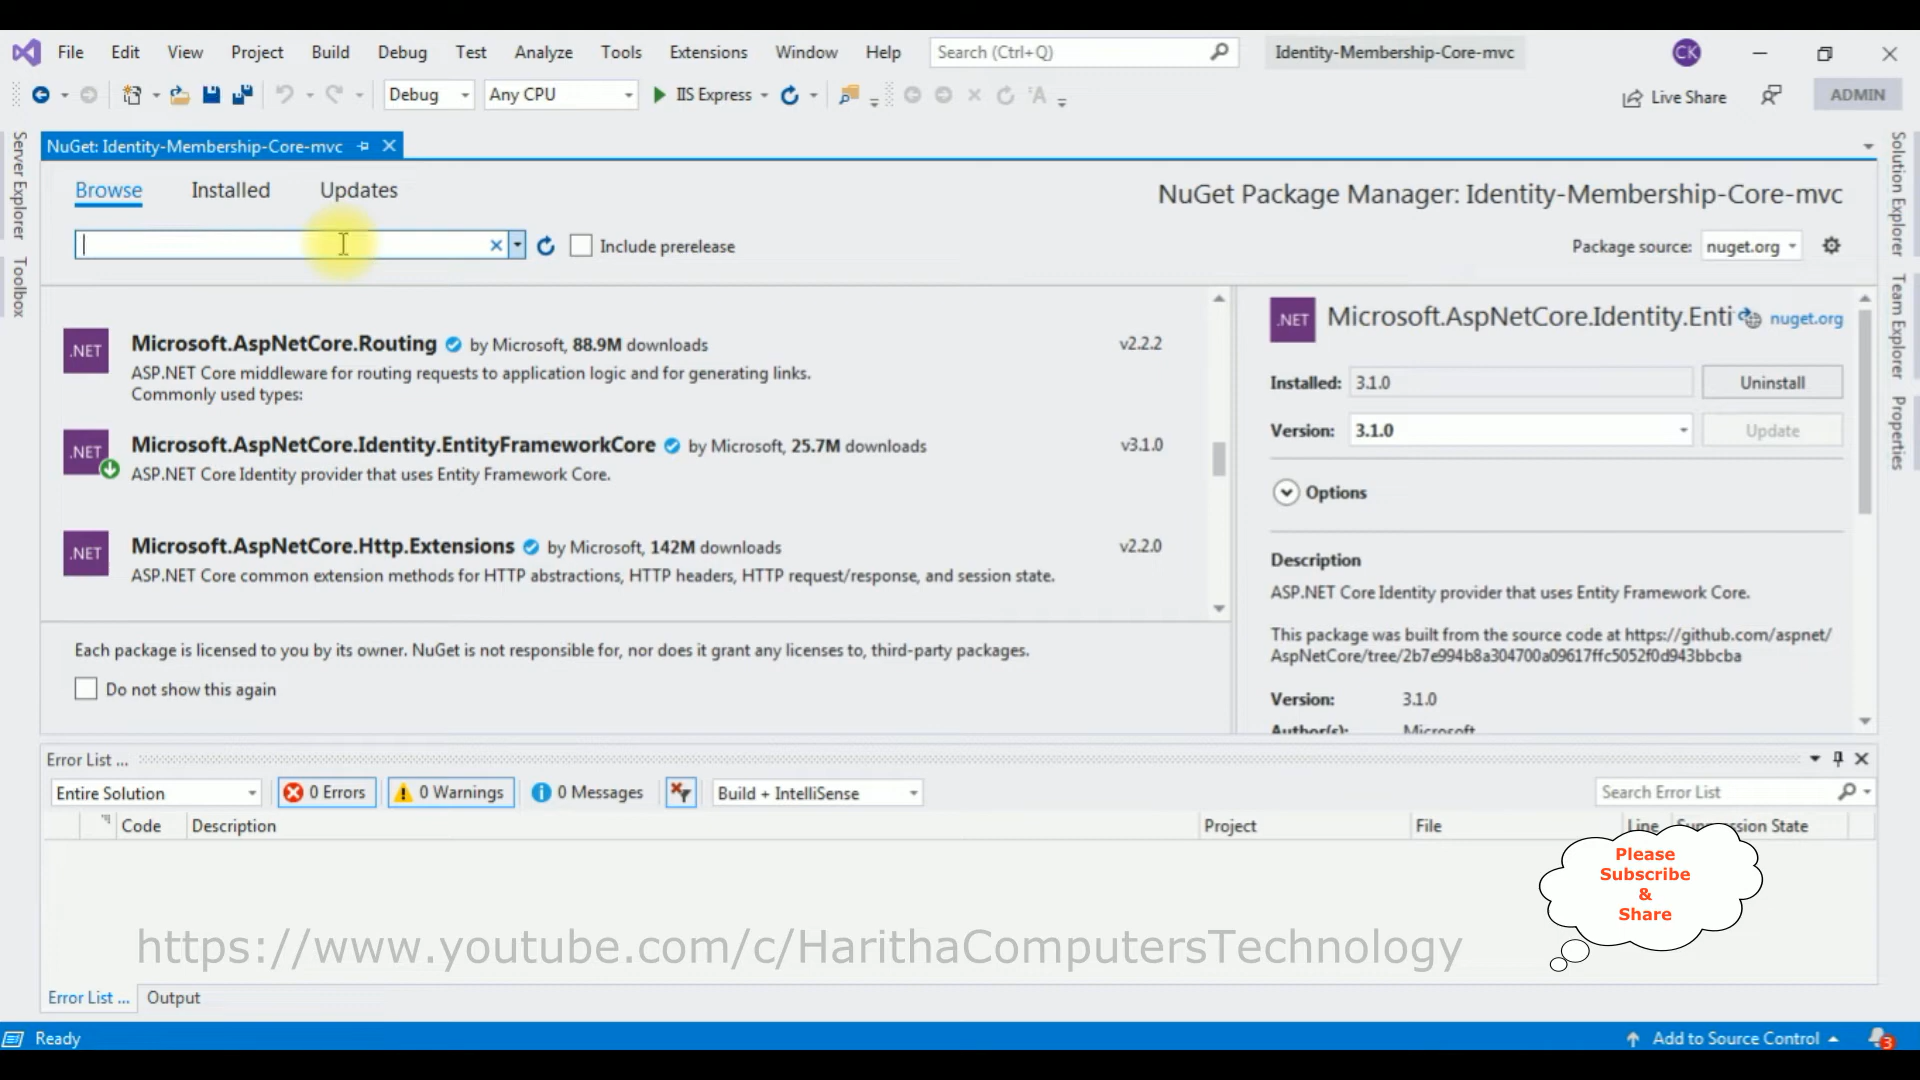 File Edit View Project Build Debug Test Analyze Tools Extensions Window Help Search (Ctrl+Q) Identity-Membership-Core-mvc CK
Debug Any CPU IIS Express Live Share ADMIN
Server Explorer
Toolbox
NuGet: Identity-Membership-Core-mvc
Browse Installed Updates
NuGet Package Manager: Identity-Membership-Core-mvc
Include prerelease
Package source: nuget.org
.NET Microsoft.AspNetCore.Routing by Microsoft, 88.9M downloads v2.2.2
ASP.NET Core middleware for routing requests to application logic and for generating links.
Commonly used types:
.NET Microsoft.AspNetCore.Identity.EntityFrameworkCore by Microsoft, 25.7M downloads v3.1.0
ASP.NET Core Identity provider that uses Entity Framework Core.
.NET Microsoft.AspNetCore.Http.Extensions by Microsoft, 142M downloads v2.2.0
ASP.NET Core common extension methods for HTTP abstractions, HTTP headers, HTTP request/response, and session state.
Each package is licensed to you by its owner. NuGet is not responsible for, nor does it grant any licenses to, third-party packages.
Do not show this again
.NET Microsoft.AspNetCore.Identity.Enti nuget.org
Installed: 3.1.0 Uninstall
Version: 3.1.0 Update
Options
Description
ASP.NET Core Identity provider that uses Entity Framework Core.
This package was built from the source code at https://github.com/aspnet/
AspNetCore/tree/2b7e994b8a304700a09617ffc5052f0d943bbcba
Version: 3.1.0
Author(s): Microsoft
Solution Explorer
Team Explorer
Properties
Error List ...
Entire Solution 0 Errors 0 Warnings 0 Messages Build + IntelliSense Search Error List
Code Description Project File Line Suppression State
Please
Subscribe
&
Share
https://www.youtube.com/c/HarithaComputersTechnology
Error List ... Output
Ready Add to Source Control 3